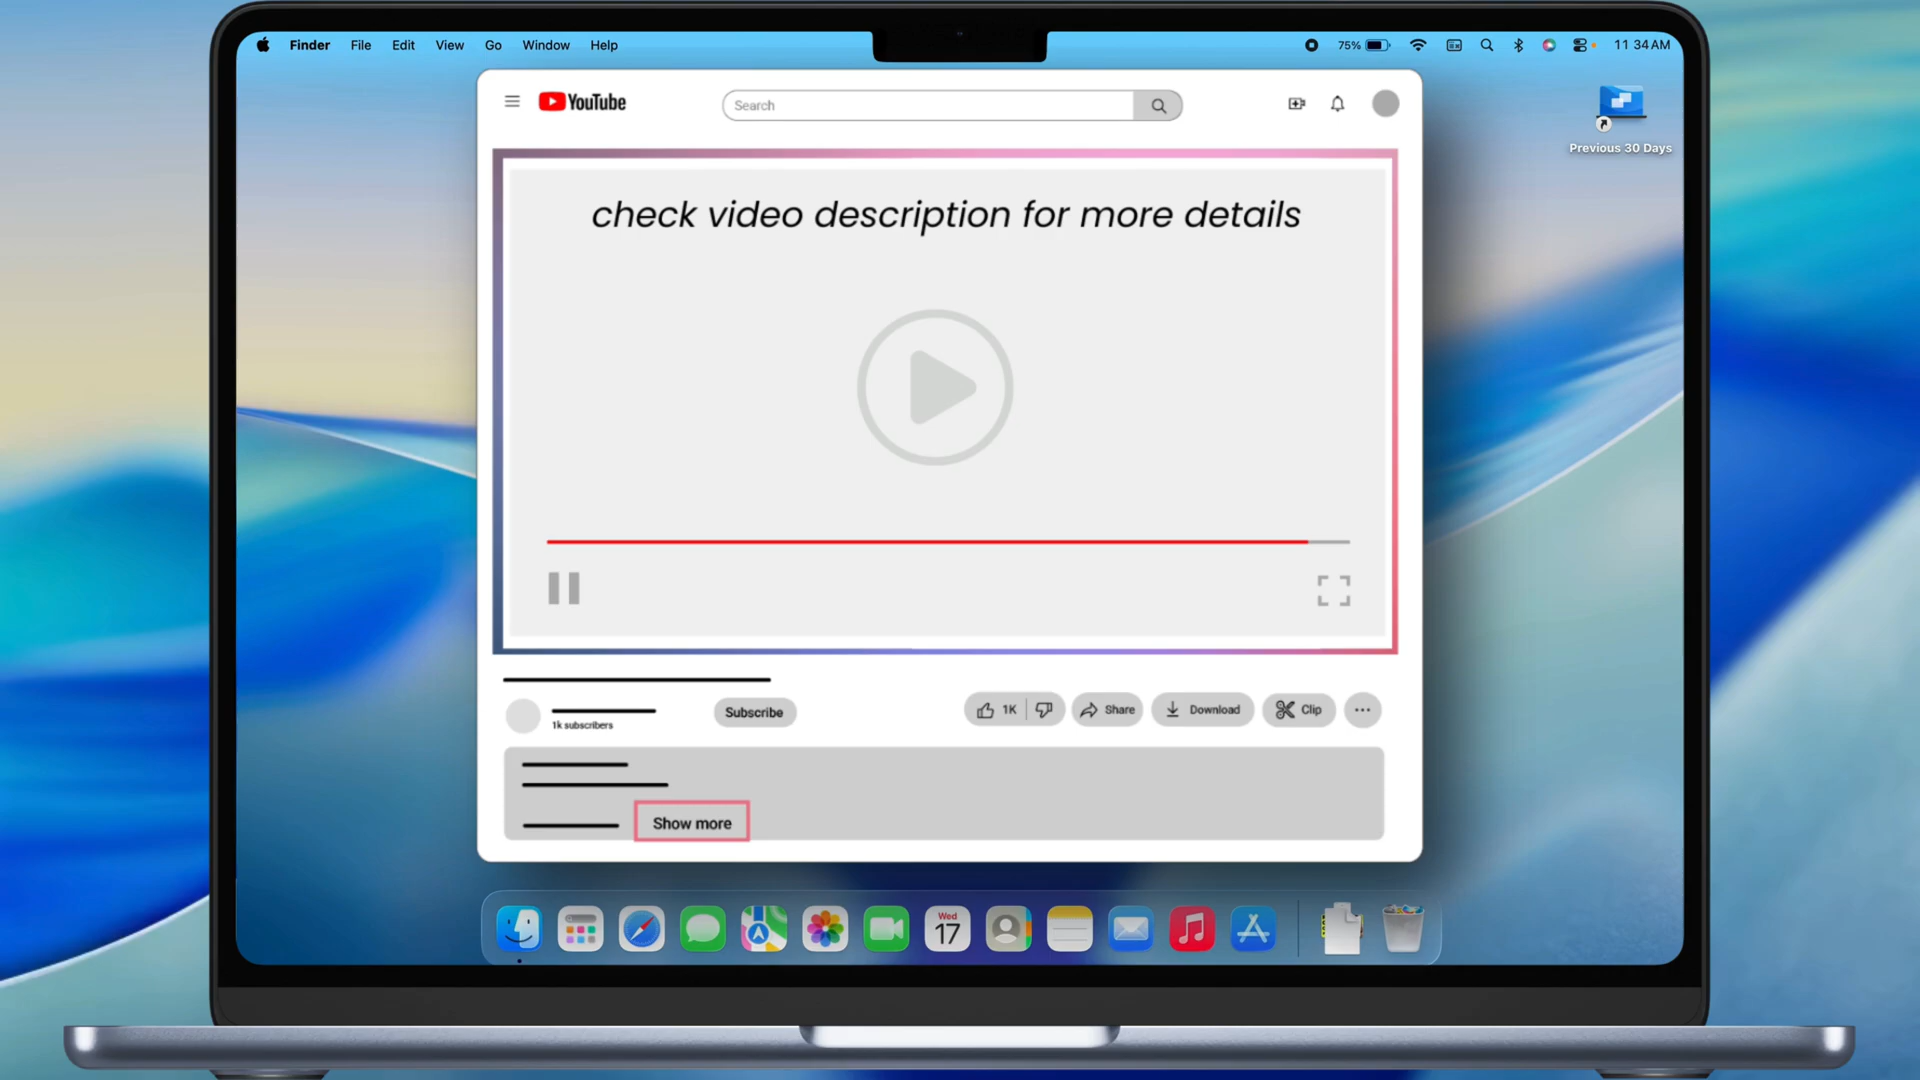 Finder File Edit View Go Window Help 75% 11 34 AM
YouTube
Search
Previous 30 Days
check video description for more details
1k subscribers
Subscribe
1K
Share
Download
Clip
Show more
Wed
17